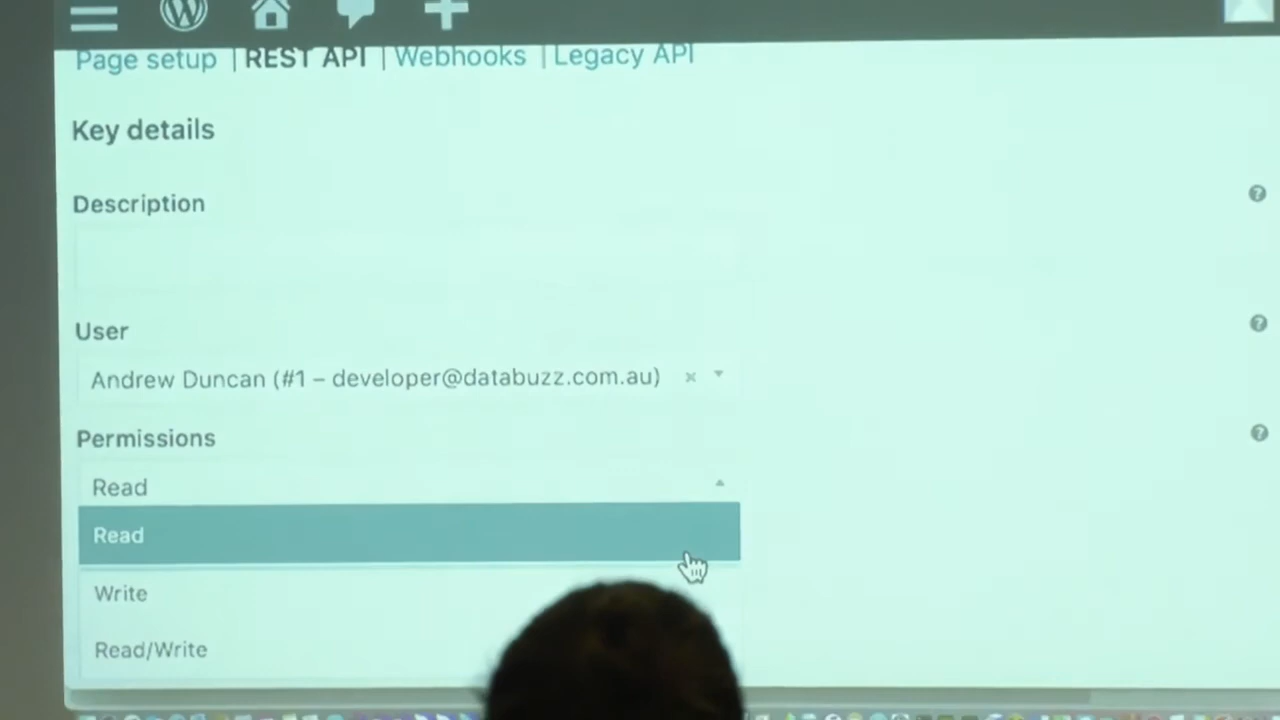 Page setup | REST API | Webhooks | Legacy API
Key details
Description
User
Andrew Duncan (#1 – developer@databuzz.com.au) ×
Permissions
Read
Read
Write
Read/Write